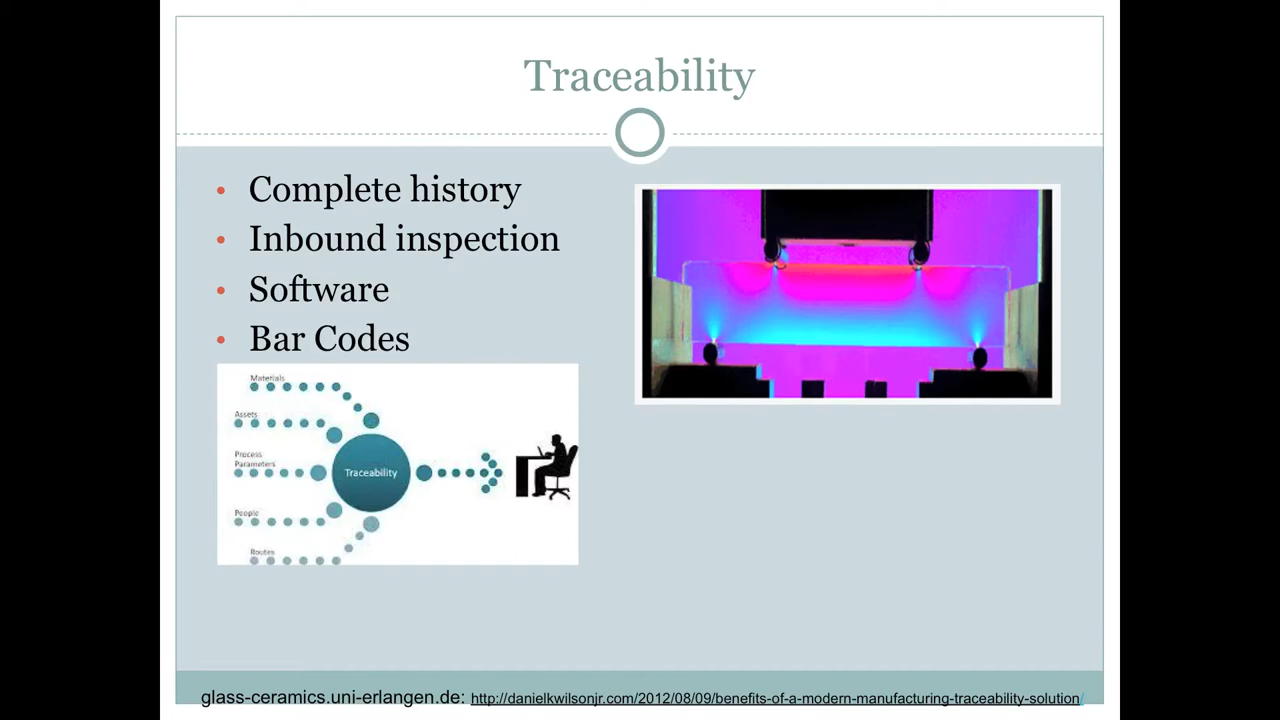 Traceability
• Complete history
• Inbound inspection
• Software
• Bar Codes
Materials
Assets
Process
Parameters
Traceability
People
Routes
glass-ceramics.uni-erlangen.de: http://danielkwilsonjr.com/2012/08/09/benefits-of-a-modern-manufacturing-traceability-solution/